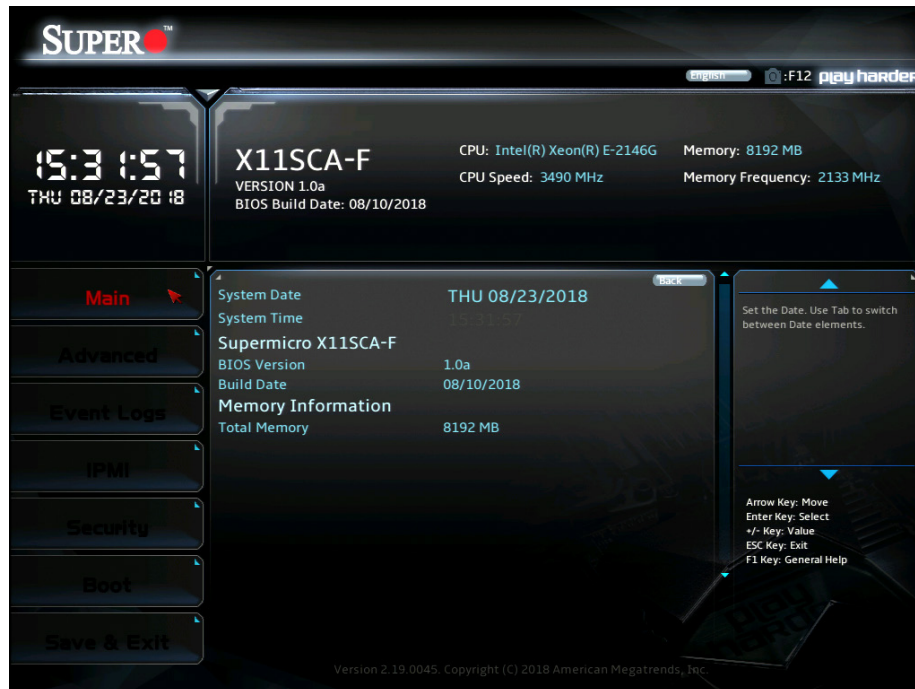 SUPER™
English :F12 play harder
15:31:57
THU 08/23/2018
X11SCA-F
VERSION 1.0a
BIOS Build Date: 08/10/2018
CPU: Intel(R) Xeon(R) E-2146G
CPU Speed: 3490 MHz
Memory: 8192 MB
Memory Frequency: 2133 MHz
Main
Advanced
Event Logs
IPMI
Security
Boot
Save & Exit
Back
System Date THU 08/23/2018
System Time 15:31:57
Supermicro X11SCA-F
BIOS Version 1.0a
Build Date 08/10/2018
Memory Information
Total Memory 8192 MB
Set the Date. Use Tab to switch
between Date elements.
Arrow Key: Move
Enter Key: Select
+/- Key: Value
ESC Key: Exit
F1 Key: General Help
play
harder
Version 2.19.0045. Copyright (C) 2018 American Megatrends, Inc.